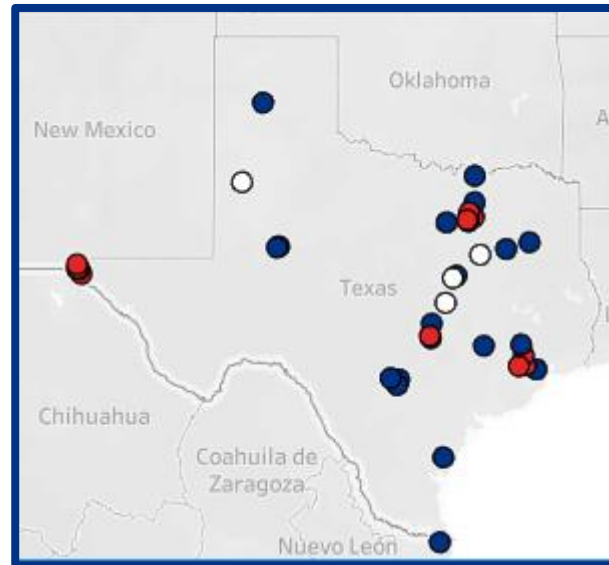 Oklahoma
New Mexico
A
Texas
L
Chihuahua
Coahuila de
Zaragoza
Nuevo León